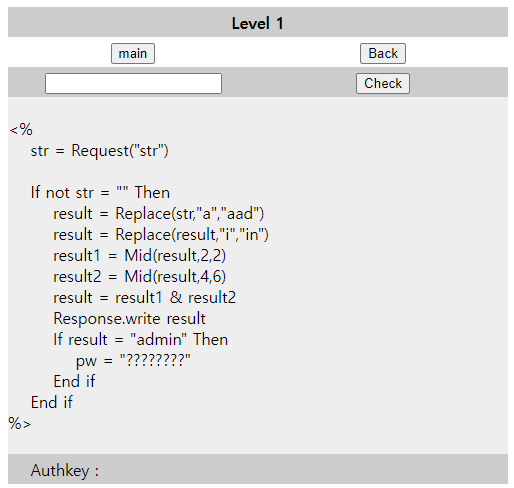 Level 1
main Back
Check
<%
str = Request("str")
If not str = "" Then
result = Replace(str,"a","aad")
result = Replace(result,"i","in")
result1 = Mid(result,2,2)
result2 = Mid(result,4,6)
result = result1 & result2
Response.write result
If result = "admin" Then
pw = "????????"
End if
End if
%>
Authkey :